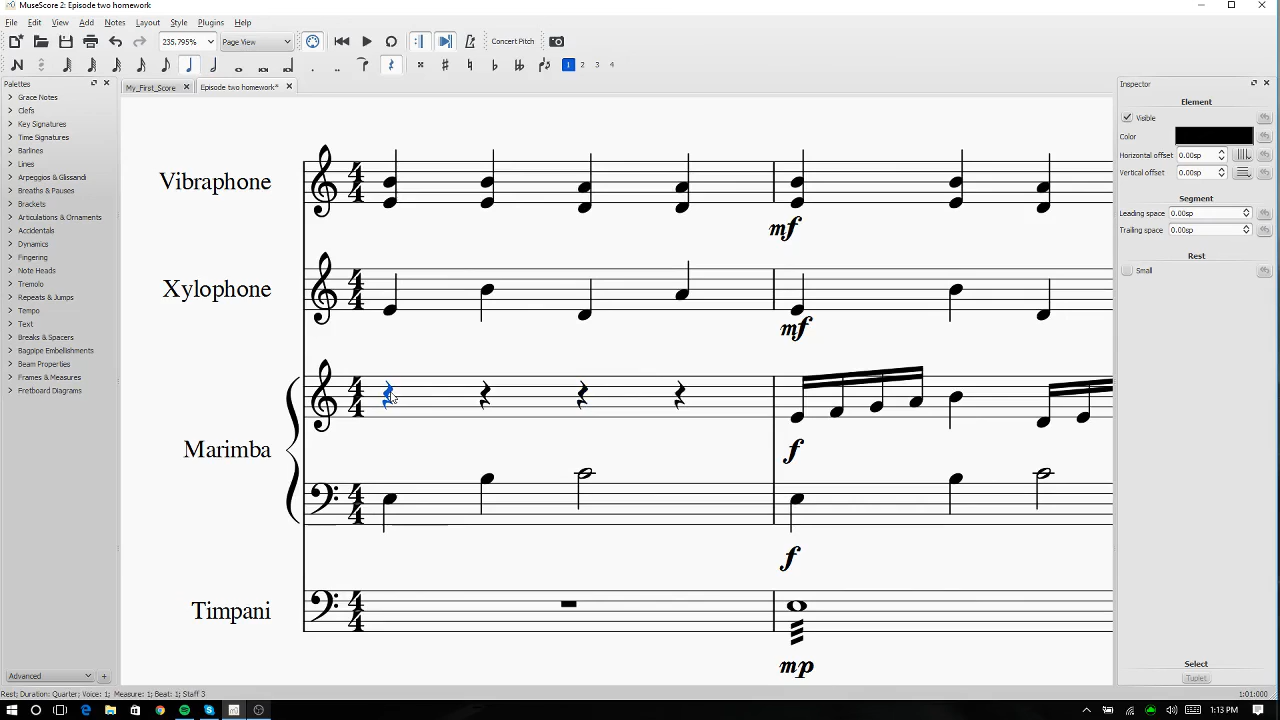 MuseScore 2: Episode two homework
File Edit View Add Notes Layout Style Plugins Help
235.795% Page View Concert Pitch
1 2 3 4
Palettes
My_First_Score Episode two homework*
Inspector
Grace Notes
Clefs
Key Signatures
Time Signatures
Barlines
Lines
Arpeggios & Glissandi
Breaths & Pauses
Brackets
Articulations & Ornaments
Accidentals
Dynamics
Fingering
Note Heads
Tremolo
Repeats & Jumps
Tempo
Text
Breaks & Spacers
Bagpipe Embellishments
Beam Properties
Frames & Measures
Fretboard Diagrams
Advanced
Vibraphone
mf
Xylophone
mf
Marimba
f
f
Timpani
mp
Element
Visible
Color
Horizontal offset 0.00sp
Vertical offset 0.00sp
Segment
Leading space 0.00sp
Trailing space 0.00sp
Rest
Small
Select
Tuplet
Rest; Duration: Quarter; Voice: 1; Measure: 1; Beat: 1; Staff 3
1:01:000
1:13 PM